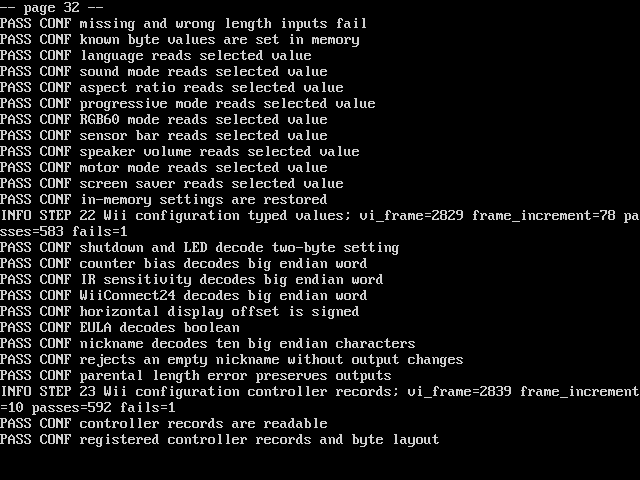 -- page 32 --
PASS CONF missing and wrong length inputs fail
PASS CONF known byte values are set in memory
PASS CONF language reads selected value
PASS CONF sound mode reads selected value
PASS CONF aspect ratio reads selected value
PASS CONF progressive mode reads selected value
PASS CONF RGB60 mode reads selected value
PASS CONF sensor bar reads selected value
PASS CONF speaker volume reads selected value
PASS CONF motor mode reads selected value
PASS CONF screen saver reads selected value
PASS CONF in-memory settings are restored
INFO STEP 22 Wii configuration typed values; vi_frame=2829 frame_increment=78 pa
sses=583 fails=1
PASS CONF shutdown and LED decode two-byte setting
PASS CONF counter bias decodes big endian word
PASS CONF IR sensitivity decodes big endian word
PASS CONF WiiConnect24 decodes big endian word
PASS CONF horizontal display offset is signed
PASS CONF EULA decodes boolean
PASS CONF nickname decodes ten big endian characters
PASS CONF rejects an empty nickname without output changes
PASS CONF parental length error preserves outputs
INFO STEP 23 Wii configuration controller records; vi_frame=2839 frame_increment
=10 passes=592 fails=1
PASS CONF controller records are readable
PASS CONF registered controller records and byte layout